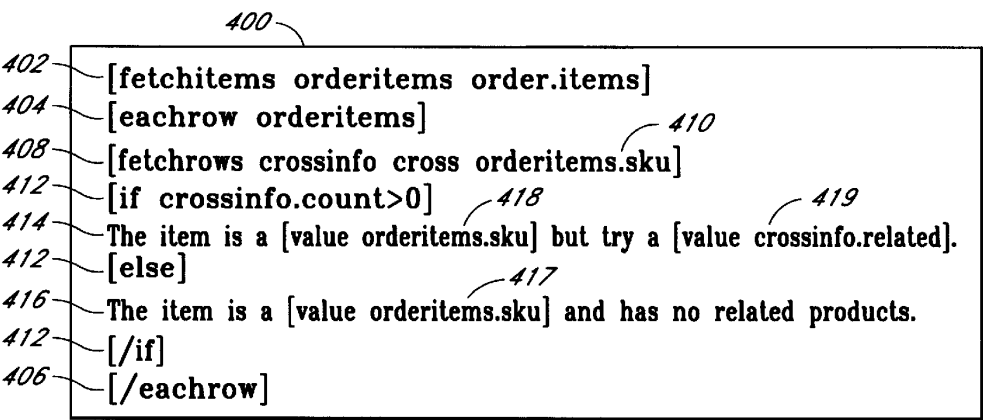 400
402 [fetchitems orderitems order.items]
404 [eachrow orderitems] 410
408 [fetchrows crossinfo cross orderitems.sku]
412 [if crossinfo.count>0] 418 419
414 The item is a [value orderitems.sku] but try a [value crossinfo.related].
412 [else] 417
416 The item is a [value orderitems.sku] and has no related products.
412 [/if]
406 [/eachrow]